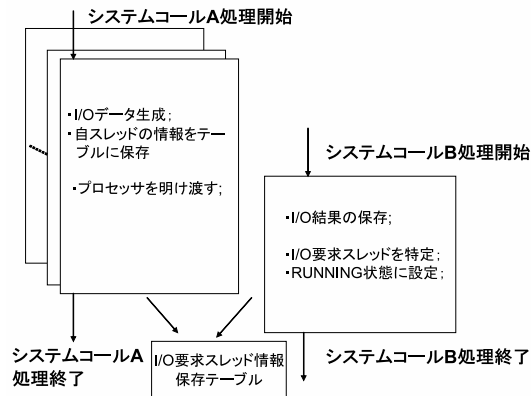 システムコールA処理開始
・I/Oデータ生成;
・自スレッドの情報をテー
ブルに保存
・プロセッサを明け渡す;
システムコールA
処理終了
システムコールB処理開始
・I/O結果の保存;
・I/O要求スレッドを特定;
・RUNNING状態に設定;
システムコールB処理終了
I/O要求スレッド情報
保存テーブル